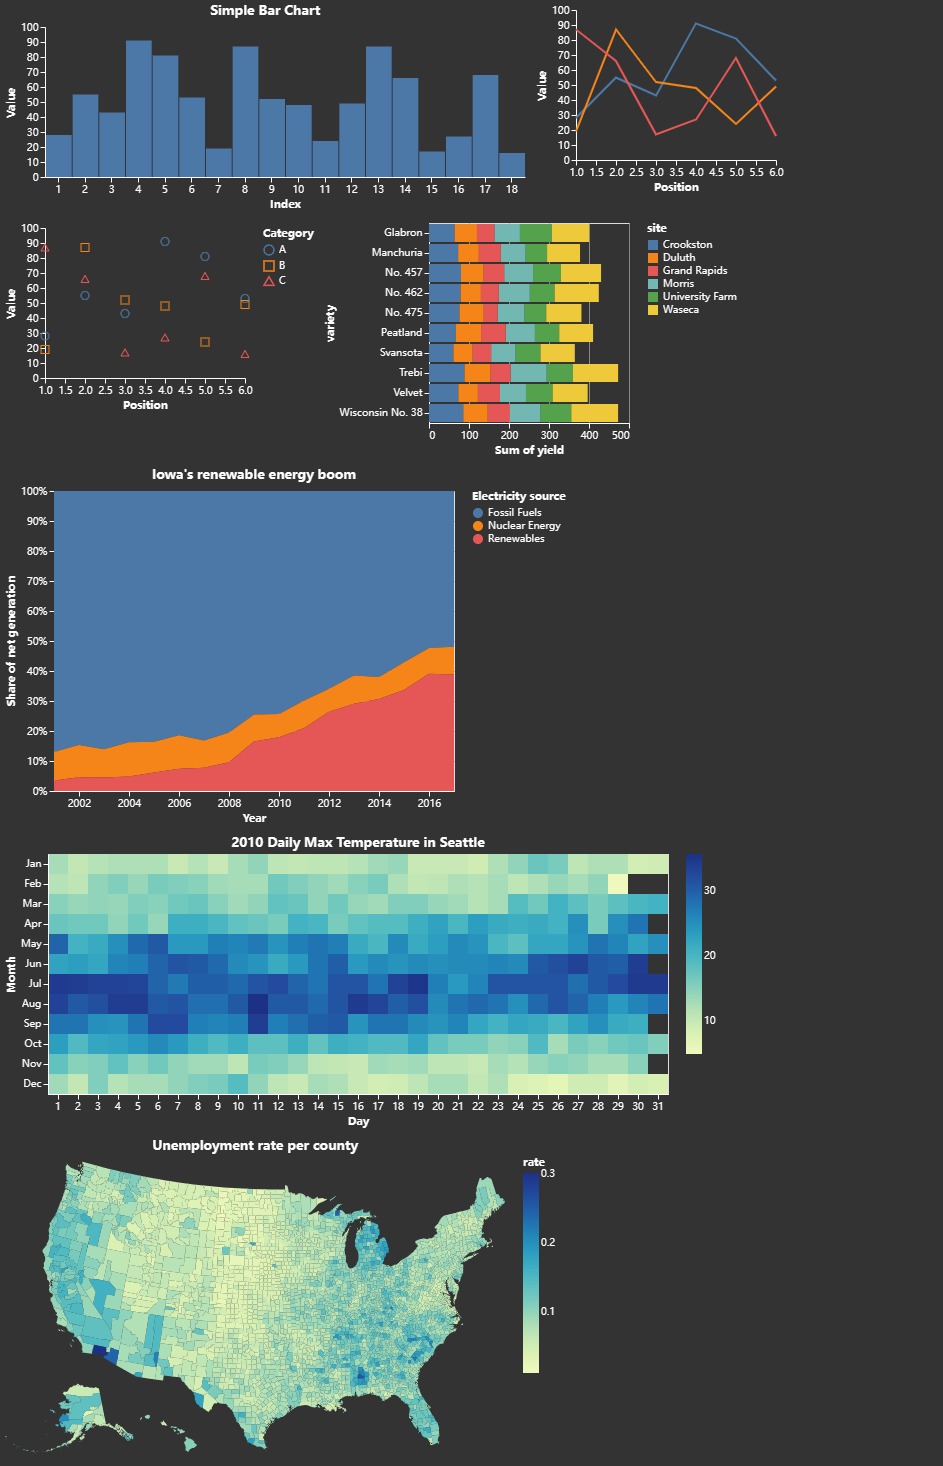 Simple Bar Chart
100
90
80
70
60
50
40
30
20
10
0
Value
1 2 3 4 5 6 7 8 9 10 11 12 13 14 15 16 17 18
Index
100
90
80
70
60
50
40
30
20
10
0
Value
1.0 1.5 2.0 2.5 3.0 3.5 4.0 4.5 5.0 5.5 6.0
Position
100
90
80
70
60
50
40
30
20
10
0
Value
1.0 1.5 2.0 2.5 3.0 3.5 4.0 4.5 5.0 5.5 6.0
Position
Category
A
B
C
variety
Glabron
Manchuria
No. 457
No. 462
No. 475
Peatland
Svansota
Trebi
Velvet
Wisconsin No. 38
0 100 200 300 400 500
Sum of yield
site
Crookston
Duluth
Grand Rapids
Morris
University Farm
Waseca
Iowa's renewable energy boom
100%
90%
80%
70%
60%
50%
40%
30%
20%
10%
0%
Share of net generation
2002 2004 2006 2008 2010 2012 2014 2016
Year
Electricity source
Fossil Fuels
Nuclear Energy
Renewables
2010 Daily Max Temperature in Seattle
Jan
Feb
Mar
Apr
May
Jun
Jul
Aug
Sep
Oct
Nov
Dec
Month
1 2 3 4 5 6 7 8 9 10 11 12 13 14 15 16 17 18 19 20 21 22 23 24 25 26 27 28 29 30 31
Day
30
20
10
Unemployment rate per county
rate
0.3
0.2
0.1